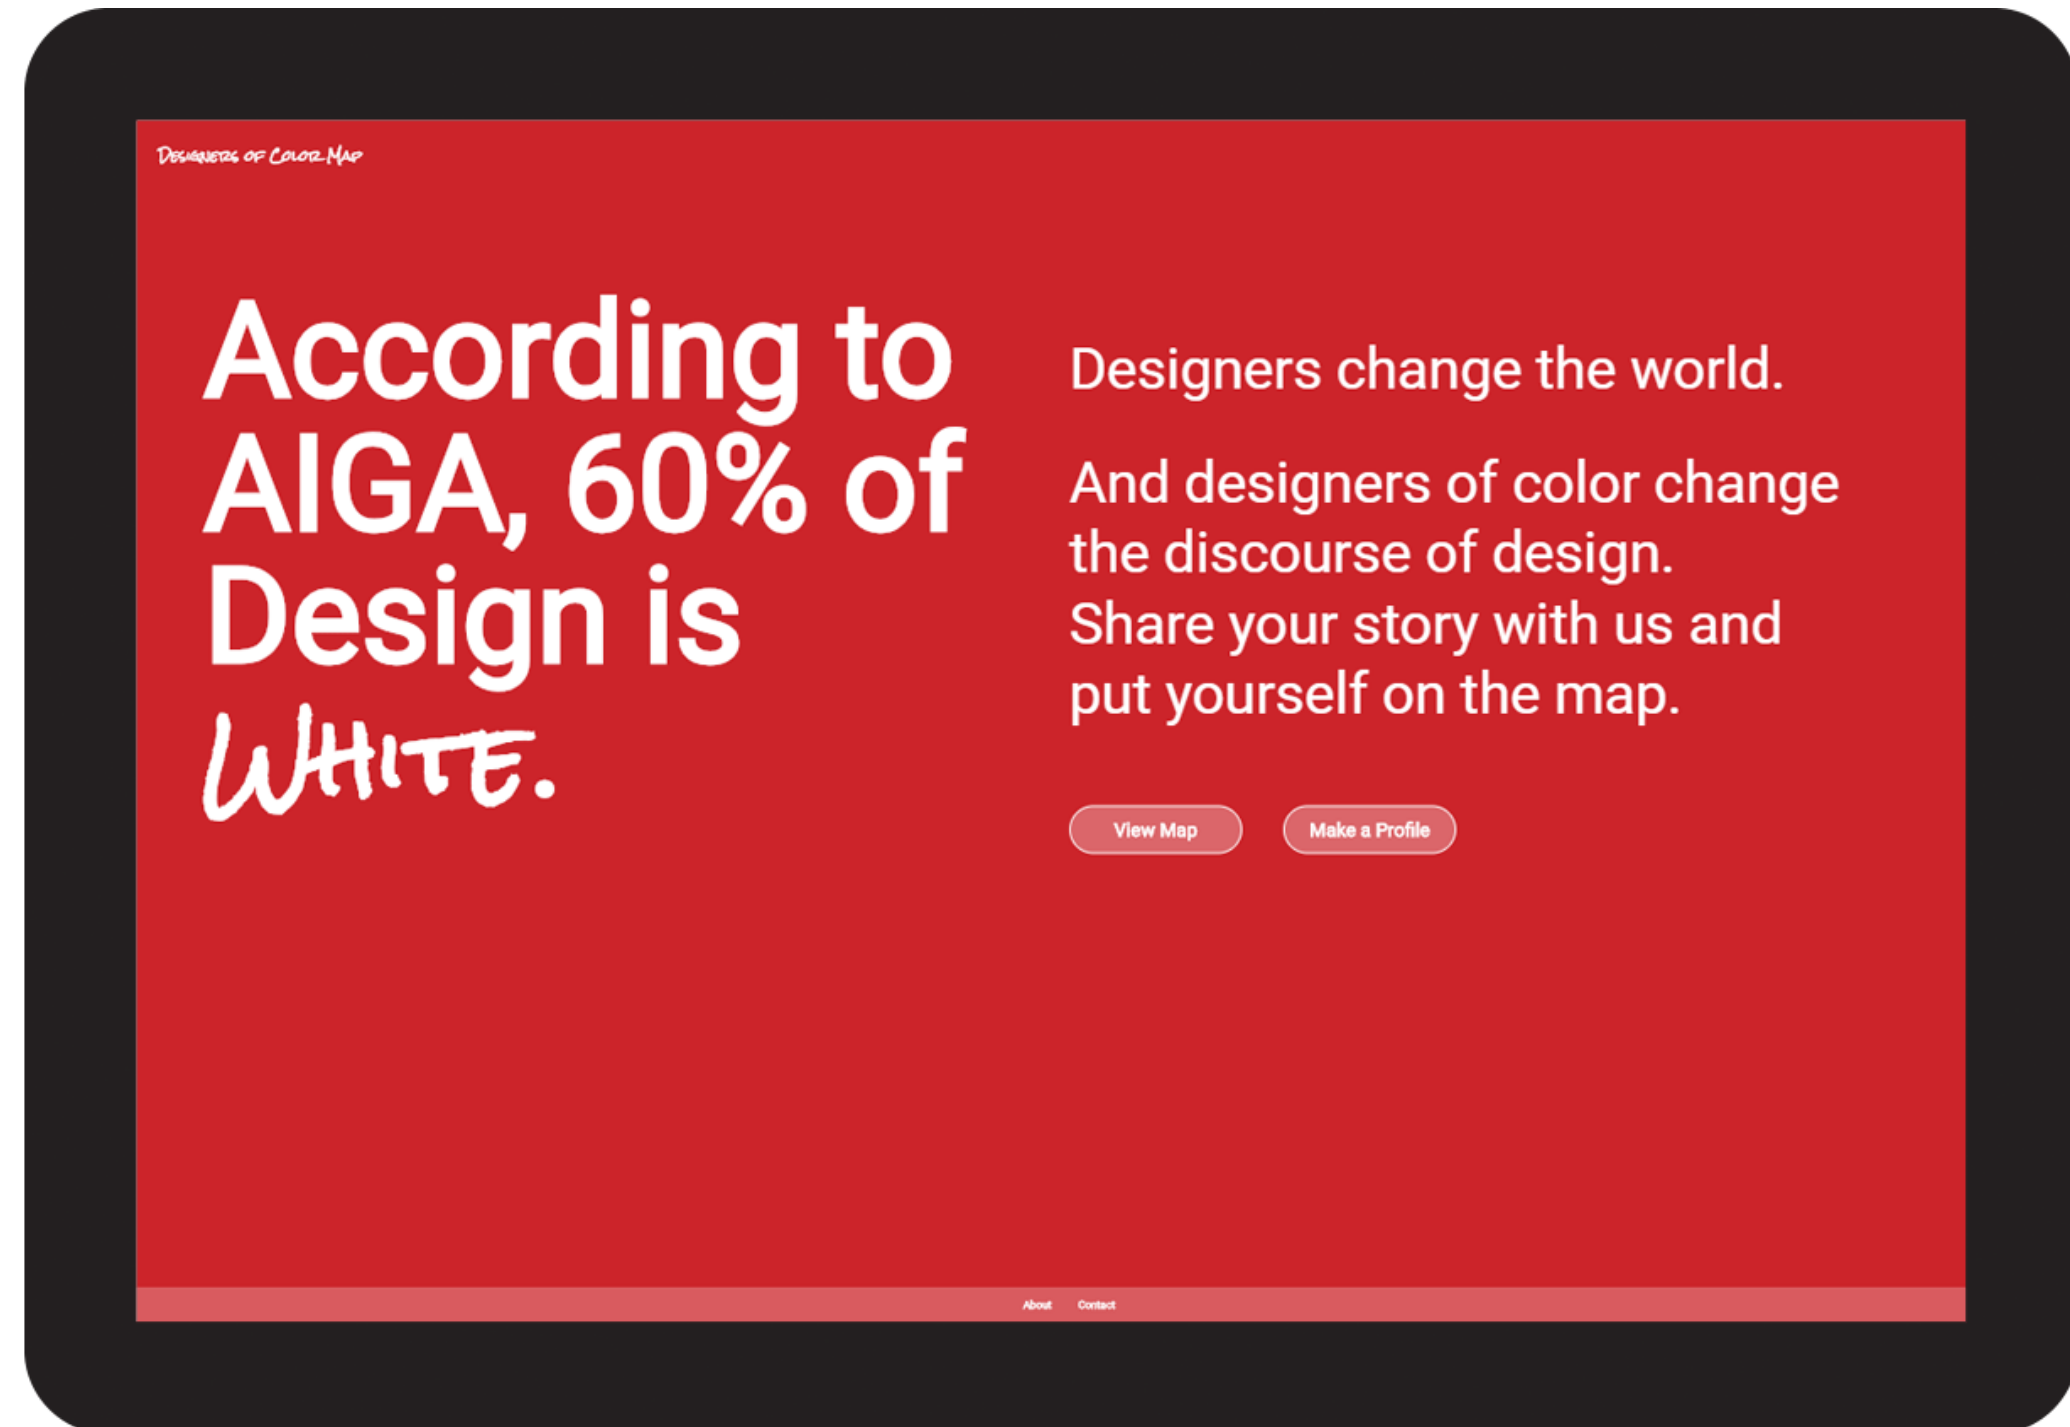 Designers of Color Map
According to
AIGA, 60% of
Design is
White.
Designers change the world.
And designers of color change
the discourse of design.
Share your story with us and
put yourself on the map.
View Map
Make a Profile
About
Contact